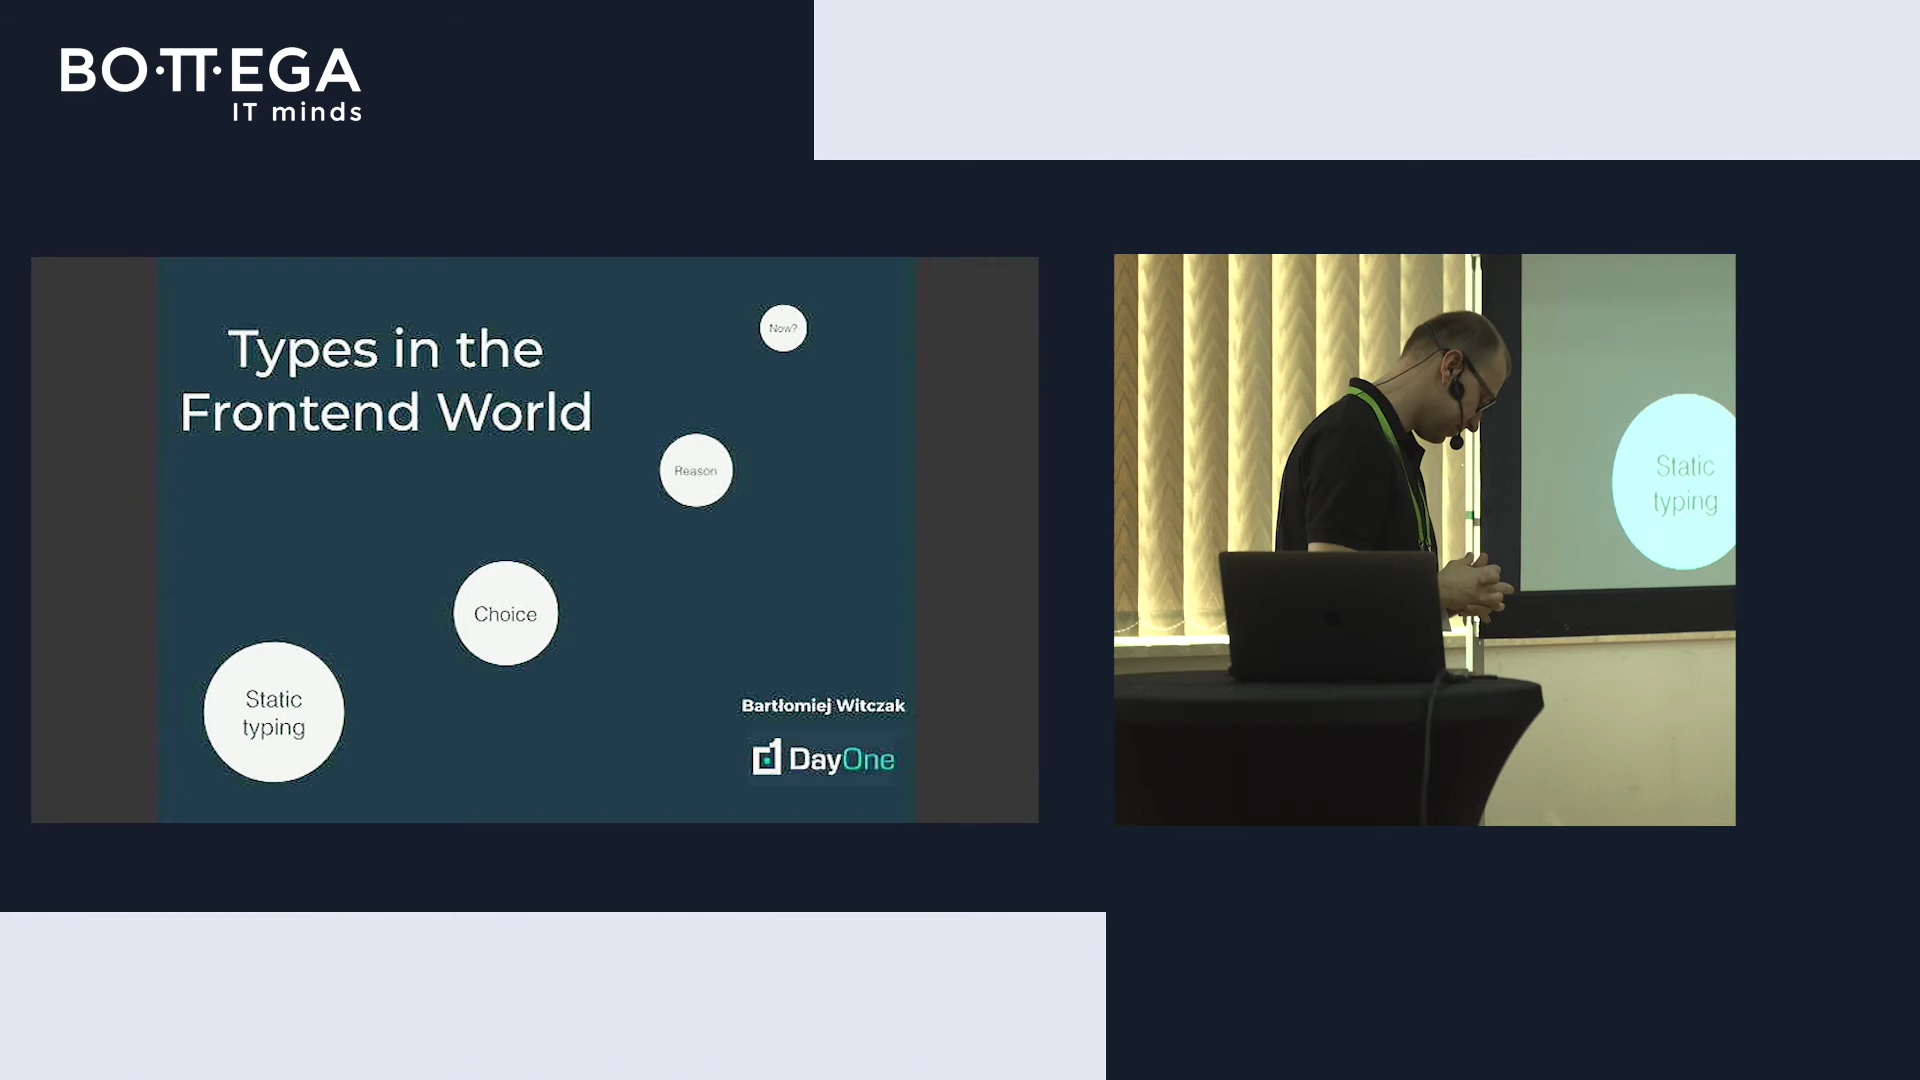 BO·TT·EGA
IT minds
Types in the
Frontend World
Now?
Reason
Choice
Static
typing
Bartłomiej Witczak
DayOne
Static
typing